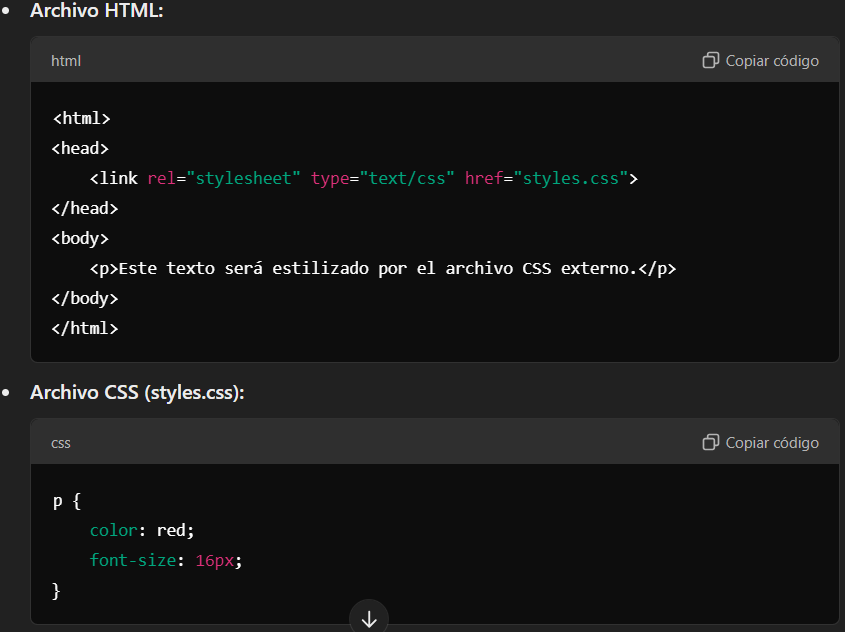 • Archivo HTML:
html
Copiar código
<html>
<head>
    <link rel="stylesheet" type="text/css" href="styles.css">
</head>
<body>
    <p>Este texto será estilizado por el archivo CSS externo.</p>
</body>
</html>
• Archivo CSS (styles.css):
css
Copiar código
p {
    color: red;
    font-size: 16px;
}